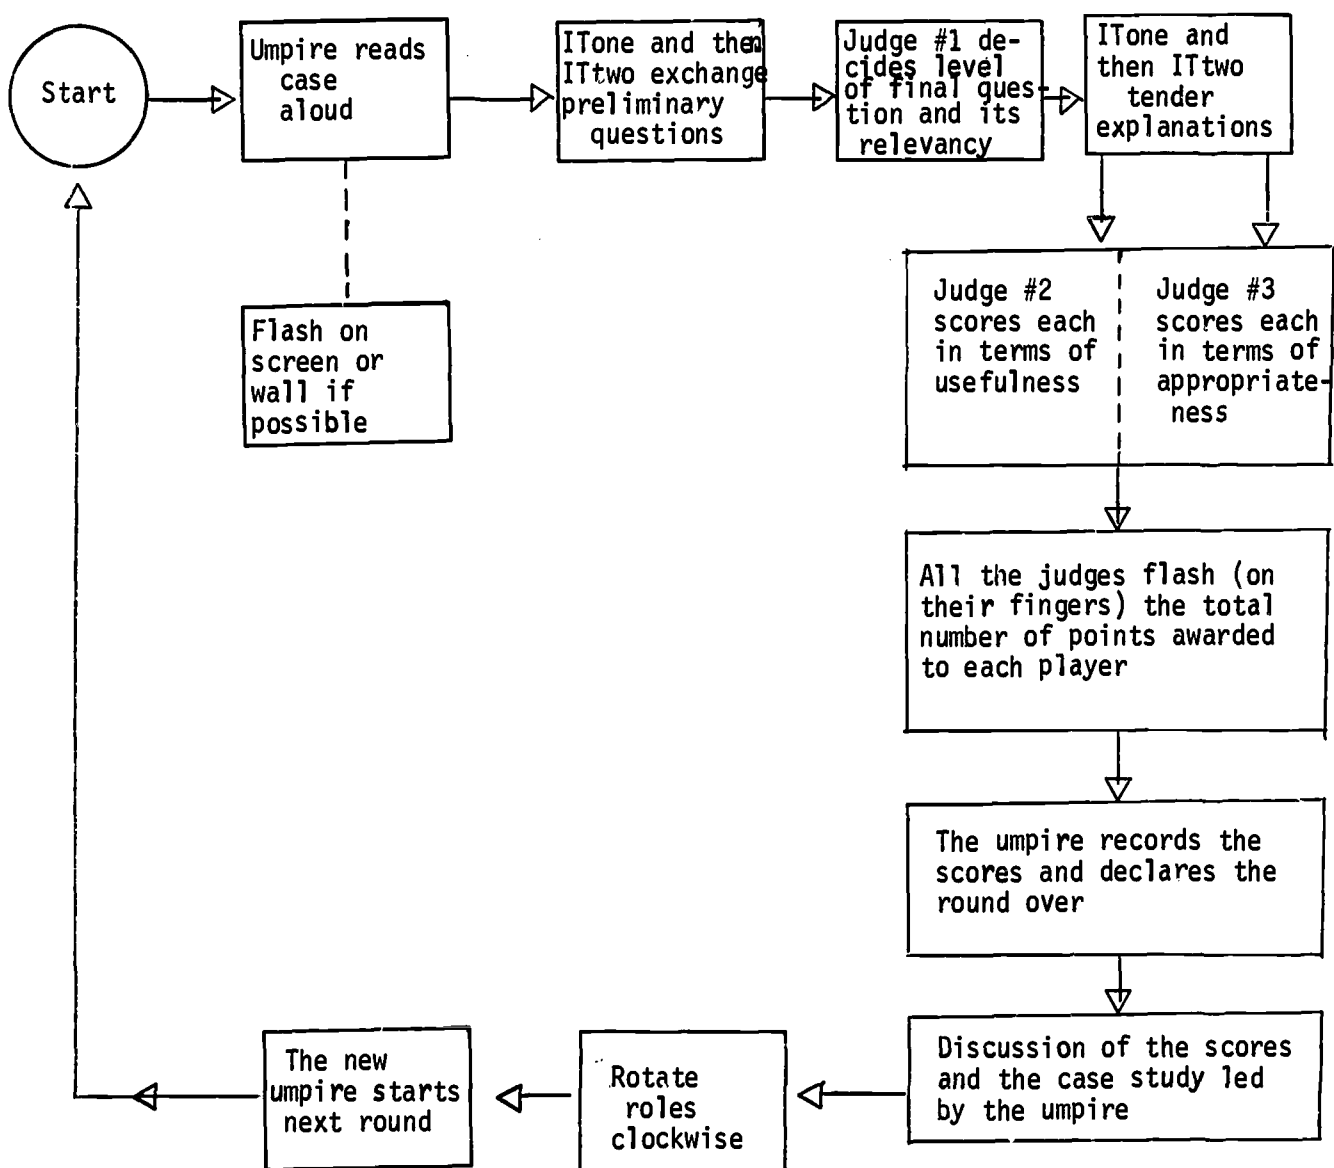 Start
Umpire reads
case
aloud
ITone and then
ITtwo exchange
preliminary
questions
Judge #1 de-
cides level
of final ques-
tion and its
relevancy
ITone and
then ITtwo
tender
explanations
Flash on
screen or
wall if
possible
Judge #2
scores each
in terms of
usefulness
Judge #3
scores each
in terms of
appropriate-
ness
All the judges flash (on
their fingers) the total
number of points awarded
to each player
The umpire records the
scores and declares the
round over
Discussion of the scores
and the case study led
by the umpire
Rotate
roles
clockwise
The new
umpire starts
next round